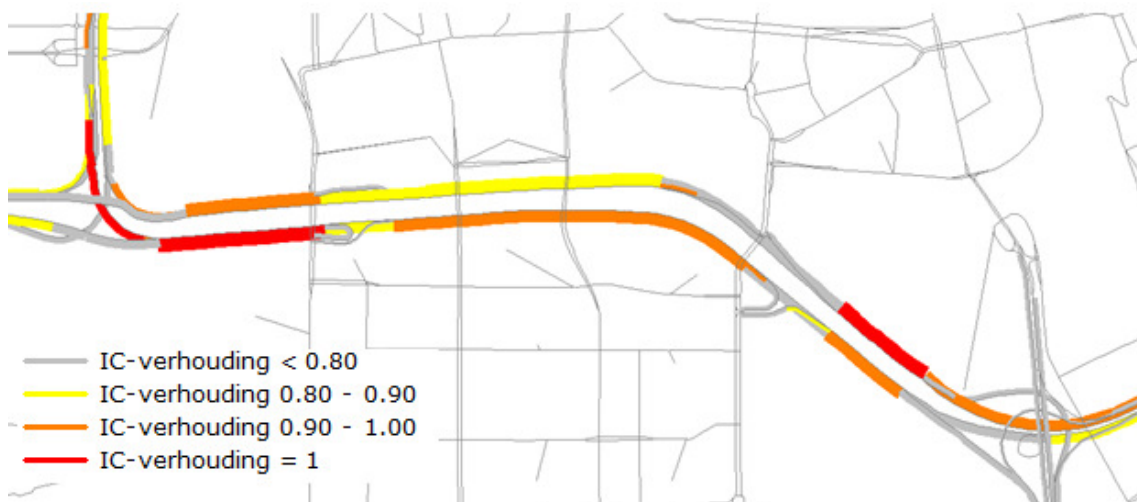 IC-verhouding < 0.80
IC-verhouding 0.80 - 0.90
IC-verhouding 0.90 - 1.00
IC-verhouding = 1